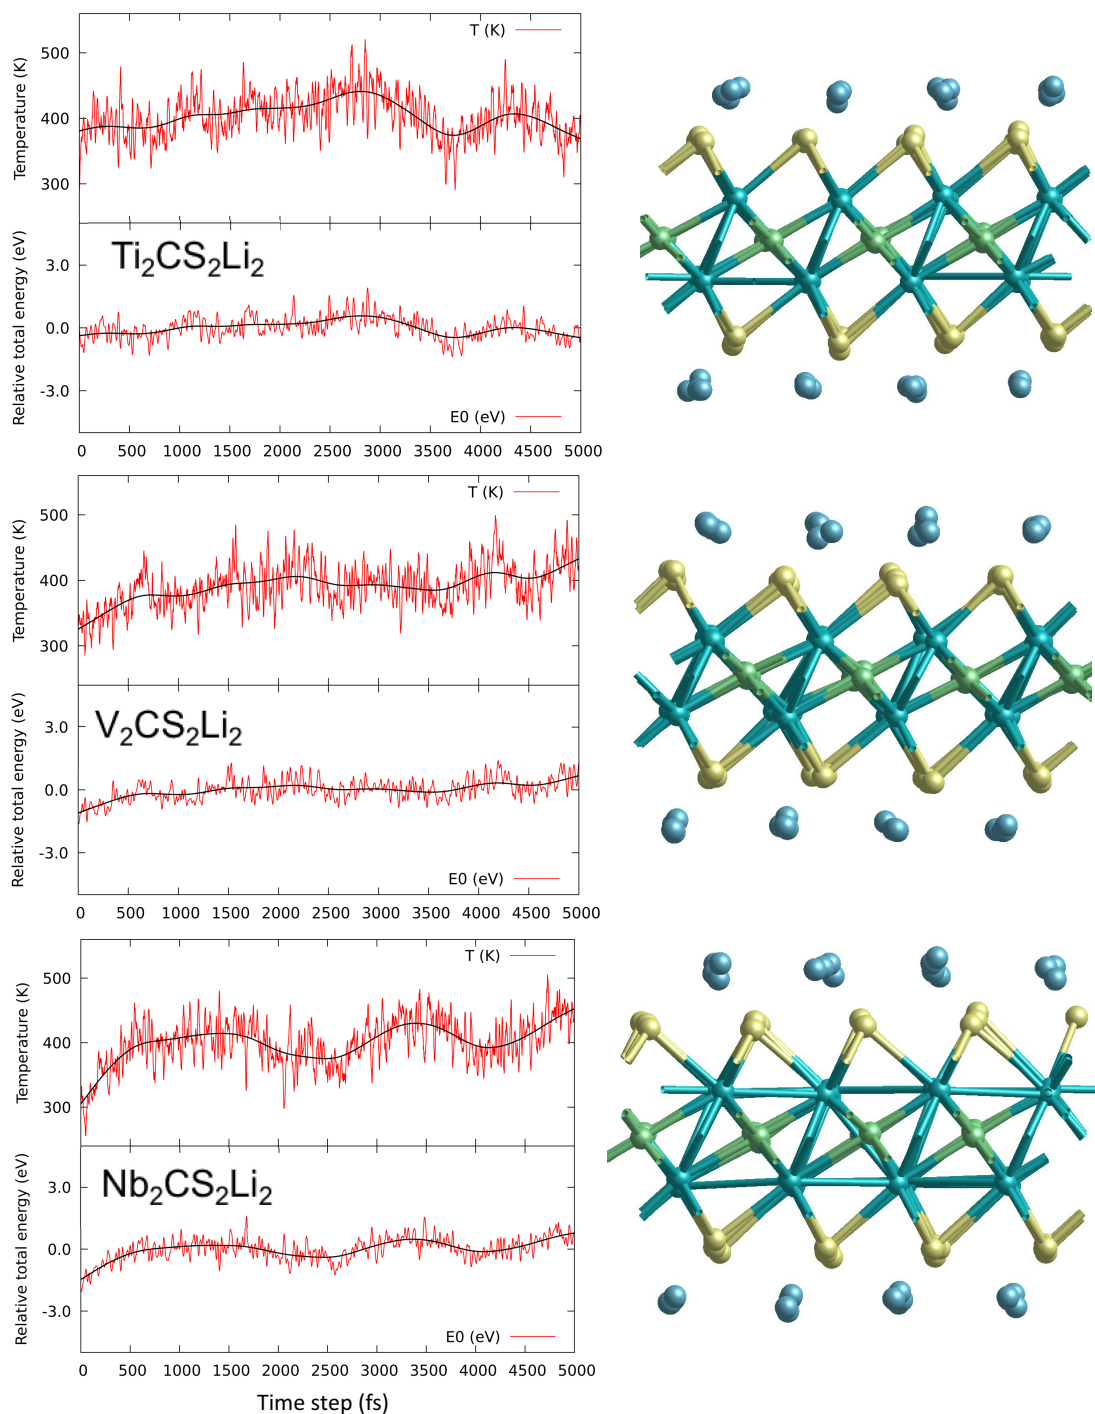 T (K)
500
400
300
Temperature (K)
Ti₂CS₂Li₂
3.0
0.0
-3.0
Relative total energy (eV)
E0 (eV)
0 500 1000 1500 2000 2500 3000 3500 4000 4500 5000
T (K)
500
400
300
Temperature (K)
V₂CS₂Li₂
3.0
0.0
-3.0
Relative total energy (eV)
E0 (eV)
0 500 1000 1500 2000 2500 3000 3500 4000 4500 5000
T (K)
500
400
300
Temperature (K)
Nb₂CS₂Li₂
3.0
0.0
-3.0
Relative total energy (eV)
E0 (eV)
0 500 1000 1500 2000 2500 3000 3500 4000 4500 5000
Time step (fs)